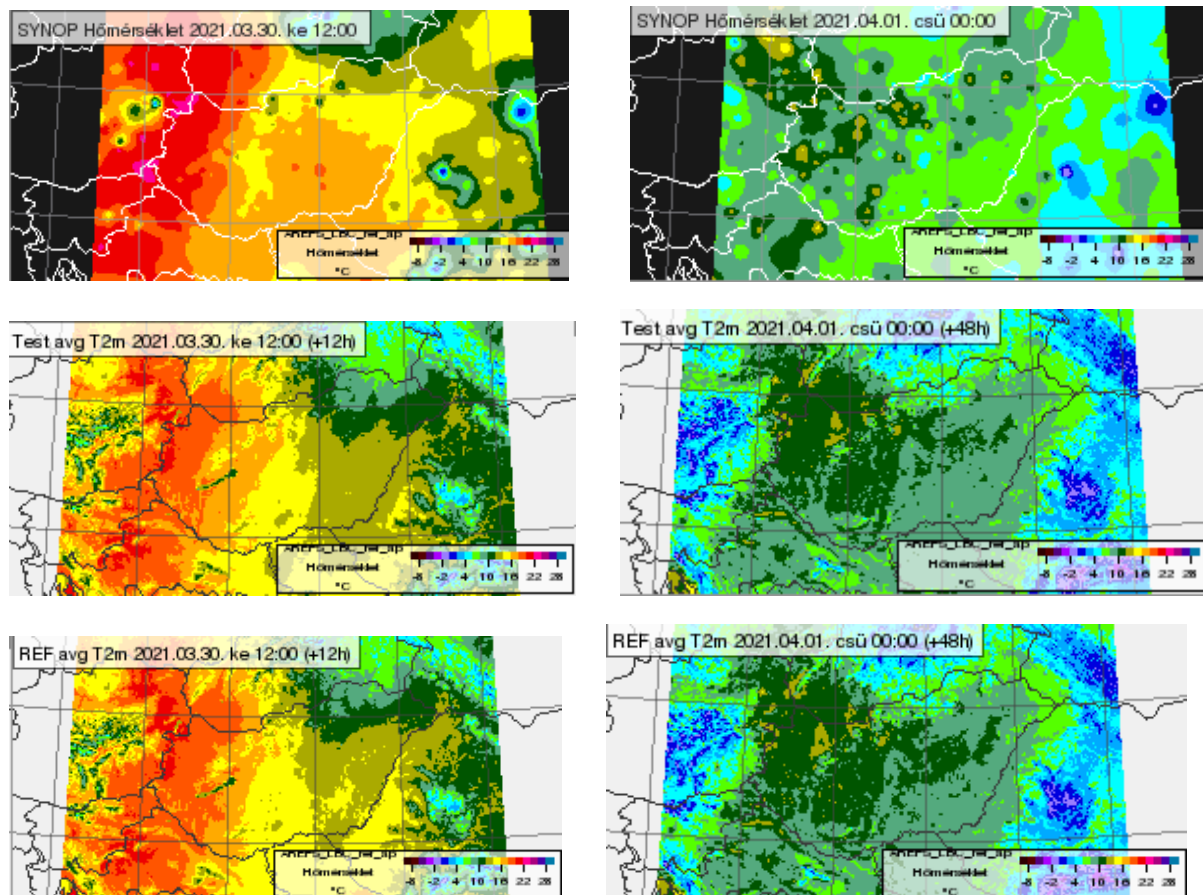 SYNOP Hőmérséklet 2021.03.30. ke 12:00
Hőmérséklet
°C
-8 -2 4 10 16 22 28
SYNOP Hőmérséklet 2021.04.01. csü 00:00
Hőmérséklet
°C
-8 -2 4 10 16 22 28
Test avg T2m 2021.03.30. ke 12:00 (+12h)
Hőmérséklet
°C
-8 -2 4 10 16 22 28
Test avg T2m 2021.04.01. csü 00:00 (+48h)
Hőmérséklet
°C
-8 -2 4 10 16 22 28
REF avg T2m 2021.03.30. ke 12:00 (+12h)
Hőmérséklet
°C
-8 -2 4 10 16 22 28
REF avg T2m 2021.04.01. csü 00:00 (+48h)
Hőmérséklet
°C
-8 -2 4 10 16 22 28